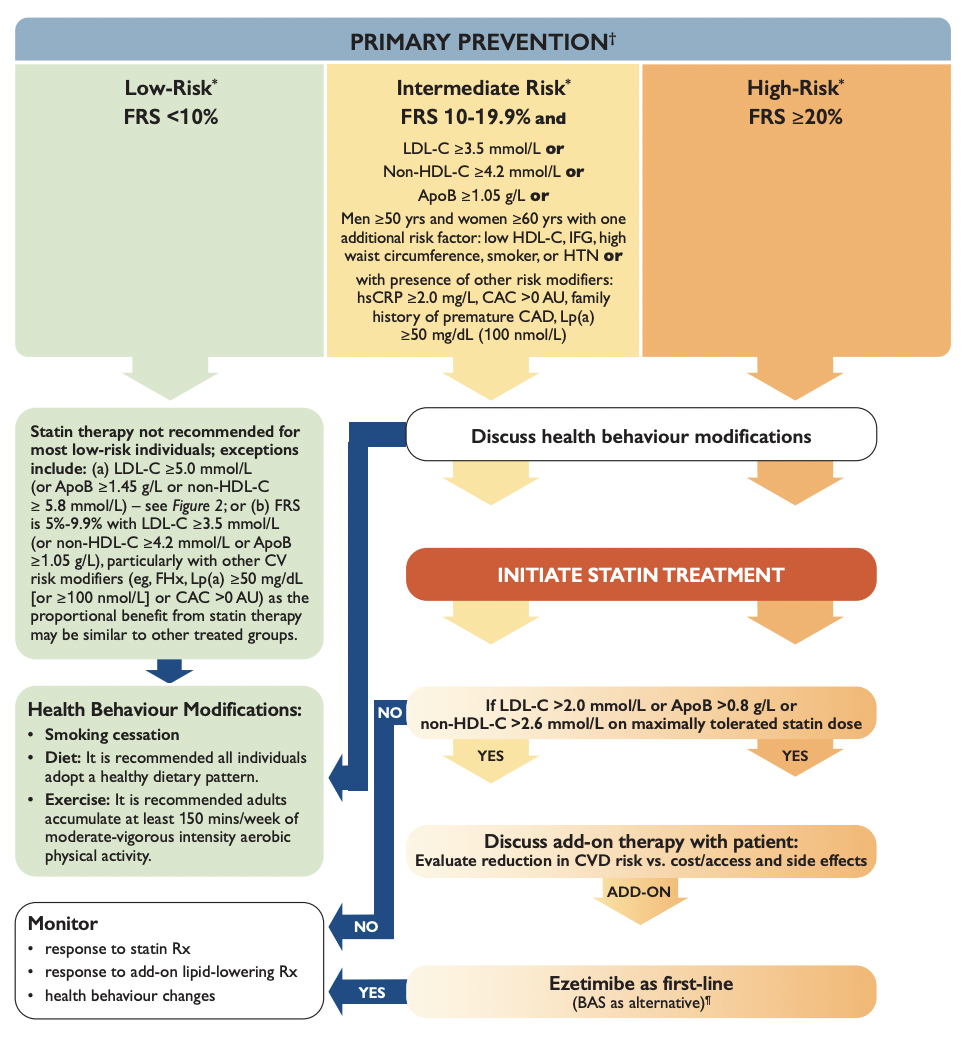 PRIMARY PREVENTION†
Low-Risk*
FRS <10%
Intermediate Risk*
FRS 10-19.9% and
LDL-C ≥3.5 mmol/L or
Non-HDL-C ≥4.2 mmol/L or
ApoB ≥1.05 g/L or
Men ≥50 yrs and women ≥60 yrs with one
additional risk factor: low HDL-C, IFG, high
waist circumference, smoker, or HTN or
with presence of other risk modifiers:
hsCRP ≥2.0 mg/L, CAC >0 AU, family
history of premature CAD, Lp(a)
≥50 mg/dL (100 nmol/L)
High-Risk*
FRS ≥20%
Statin therapy not recommended for
most low-risk individuals; exceptions
include: (a) LDL-C ≥5.0 mmol/L
(or ApoB ≥1.45 g/L or non-HDL-C
≥ 5.8 mmol/L) – see Figure 2; or (b) FRS
is 5%-9.9% with LDL-C ≥3.5 mmol/L
(or non-HDL-C ≥4.2 mmol/L or ApoB
≥1.05 g/L), particularly with other CV
risk modifiers (eg, FHx, Lp(a) ≥50 mg/dL
[or ≥100 nmol/L] or CAC >0 AU) as the
proportional benefit from statin therapy
may be similar to other treated groups.
Health Behaviour Modifications:
• Smoking cessation
• Diet: It is recommended all individuals
adopt a healthy dietary pattern.
• Exercise: It is recommended adults
accumulate at least 150 mins/week of
moderate-vigorous intensity aerobic
physical activity.
Discuss health behaviour modifications
INITIATE STATIN TREATMENT
NO
If LDL-C >2.0 mmol/L or ApoB >0.8 g/L or
non-HDL-C >2.6 mmol/L on maximally tolerated statin dose
YES
YES
Discuss add-on therapy with patient:
Evaluate reduction in CVD risk vs. cost/access and side effects
ADD-ON
NO
Monitor
• response to statin Rx
• response to add-on lipid-lowering Rx
• health behaviour changes
YES
Ezetimibe as first-line
(BAS as alternative)¶